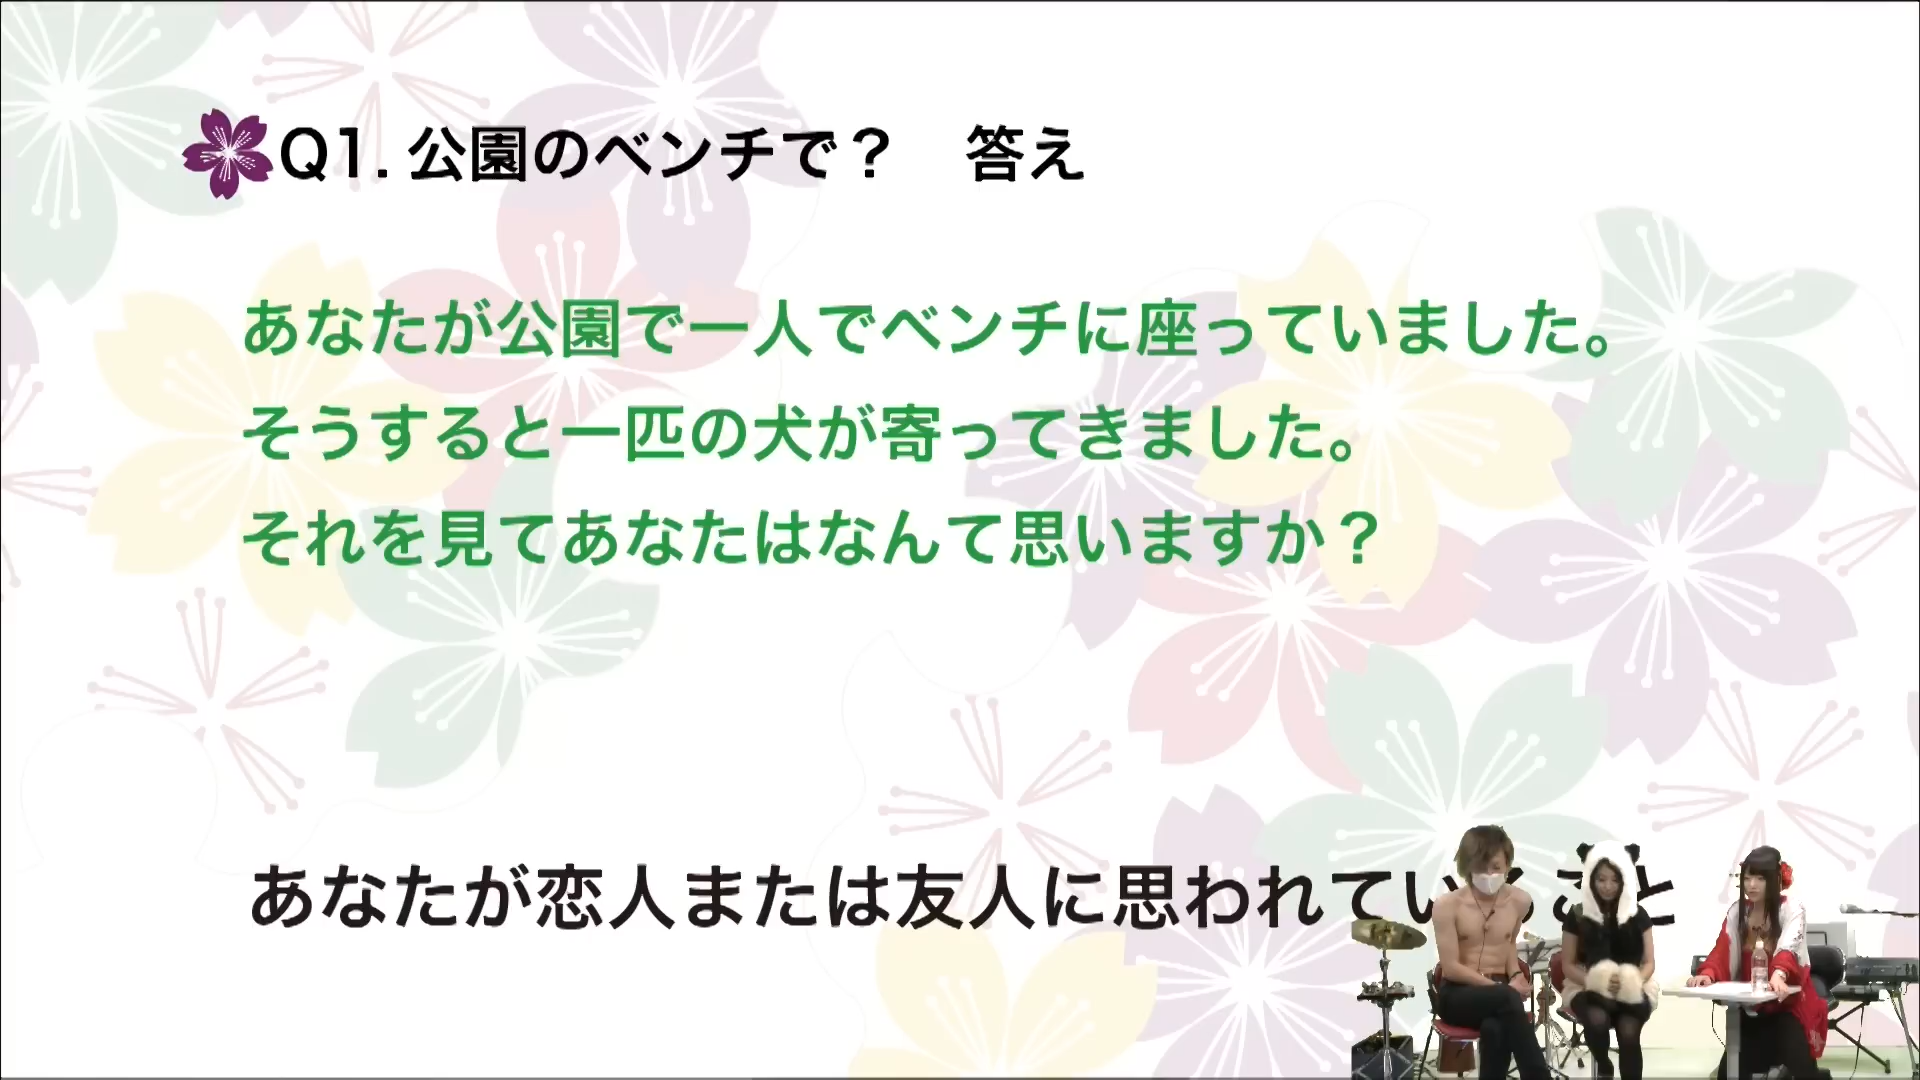 Q1. 公園のベンチで？　答え
あなたが公園で一人でベンチに座っていました。
そうすると一匹の犬が寄ってきました。
それを見てあなたはなんて思いますか？
あなたが恋人または友人に思われていること